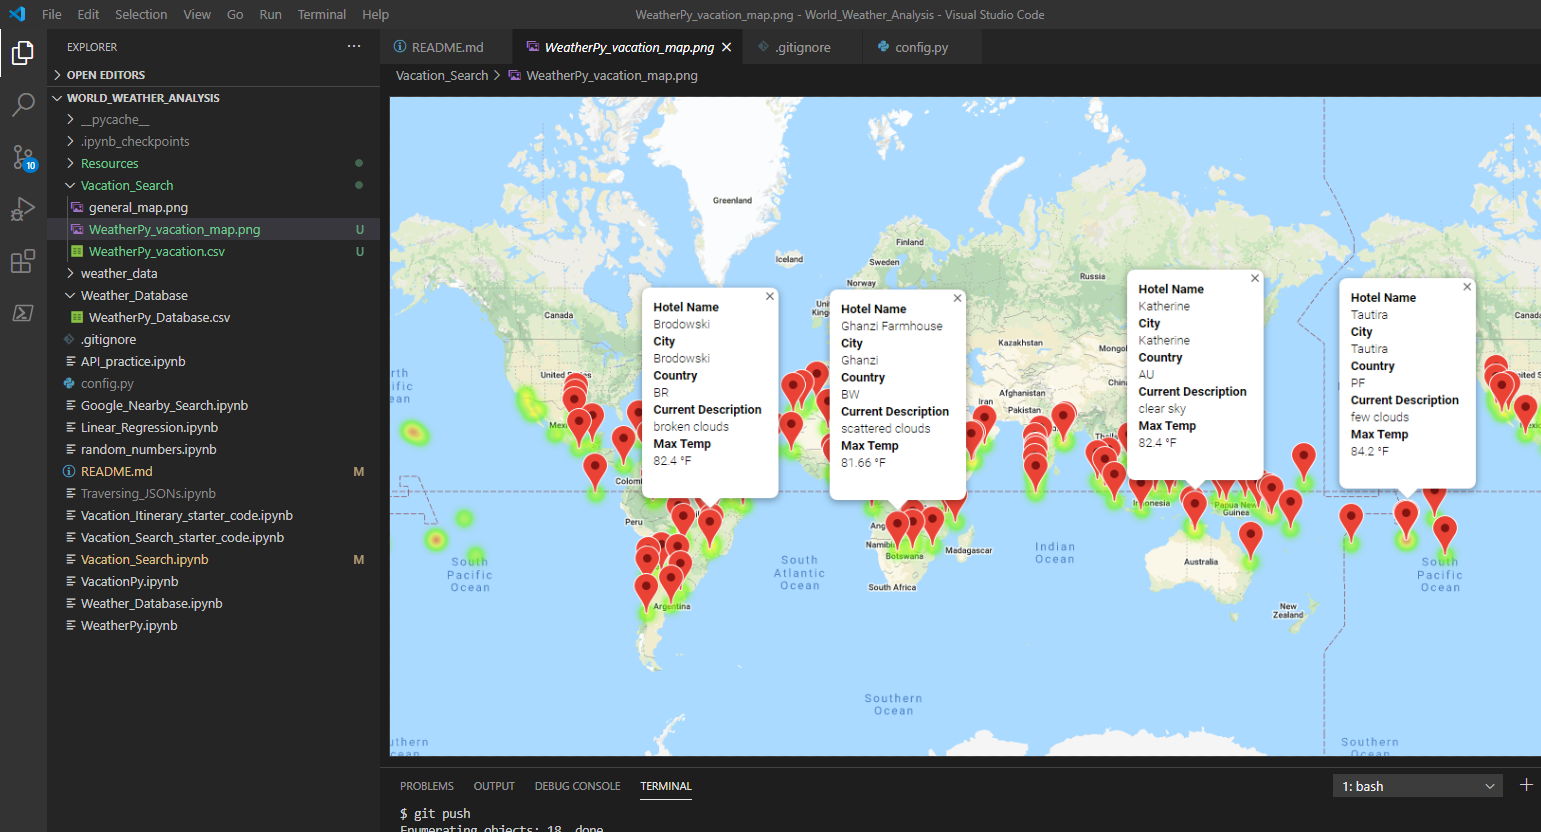 File Edit Selection View Go Run Terminal Help
WeatherPy_vacation_map.png - World_Weather_Analysis - Visual Studio Code
EXPLORER
OPEN EDITORS
WORLD_WEATHER_ANALYSIS
__pycache__
.ipynb_checkpoints
10
Resources
Vacation_Search
general_map.png
WeatherPy_vacation_map.png U
WeatherPy_vacation.csv U
weather_data
Weather_Database
WeatherPy_Database.csv
.gitignore
API_practice.ipynb
config.py
Google_Nearby_Search.ipynb
Linear_Regression.ipynb
random_numbers.ipynb
README.md M
Traversing_JSONs.ipynb
Vacation_Itinerary_starter_code.ipynb
Vacation_Search_starter_code.ipynb
Vacation_Search.ipynb M
VacationPy.ipynb
Weather_Database.ipynb
WeatherPy.ipynb
README.md WeatherPy_vacation_map.png .gitignore config.py
Vacation_Search WeatherPy_vacation_map.png
Greenland
Iceland
Finland
Sweden
Norway
Russia
Canada
Kazakhstan
Afghanistan
Iran
Pakistan
Peru
Botswana
Madagascar
South Africa
Indonesia
Papua New
Guinea
Australia
New
Zealand
Argentina
South
Pacific
Ocean
South
Atlantic
Ocean
Indian
Ocean
South
Pacific
Ocean
Southern
Ocean
Southern
Ocean
Hotel Name
Brodowski
City
Brodowski
Country
BR
Current Description
broken clouds
Max Temp
82.4 °F
Hotel Name
Ghanzi Farmhouse
City
Ghanzi
Country
BW
Current Description
scattered clouds
Max Temp
81.66 °F
Hotel Name
Katherine
City
Katherine
Country
AU
Current Description
clear sky
Max Temp
82.4 °F
Hotel Name
Tautira
City
Tautira
Country
PF
Current Description
few clouds
Max Temp
84.2 °F
PROBLEMS OUTPUT DEBUG CONSOLE TERMINAL
1: bash
$ git push
Enumerating objects: 18, done.